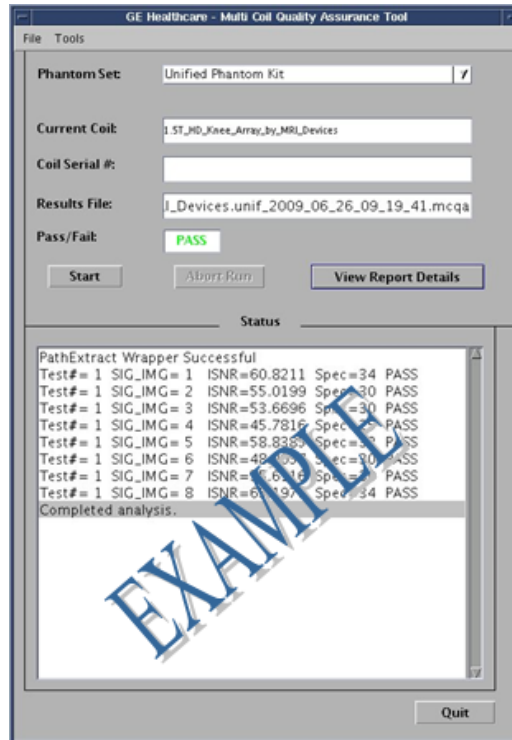 GE Healthcare - Multi Coil Quality Assurance Tool
File Tools
Phantom Set: Unified Phantom Kit
Current Coil: 1.5T_HD_Knee_Array_by_MRI_Devices
Coil Serial #:
Results File: I_Devices.unif_2009_06_26_09_19_41.mcqa
Pass/Fail: PASS
Start Abort Run View Report Details
Status
PathExtract Wrapper Successful
Test#= 1 SIG_IMG= 1 ISNR=60.8211 Spec=34 PASS
Test#= 1 SIG_IMG= 2 ISNR=55.0199 Spec=30 PASS
Test#= 1 SIG_IMG= 3 ISNR=53.6696 Spec=30 PASS
Test#= 1 SIG_IMG= 4 PASS
Test#= 1 SIG_IMG= 5 PASS
Test#= 1 SIG_IMG= 6 PASS
Test#= 1 SIG_IMG= 7 PASS
Test#= 1 SIG_IMG= 8 Spec=34 PASS
Completed analysis.
EXAMPLE
Quit